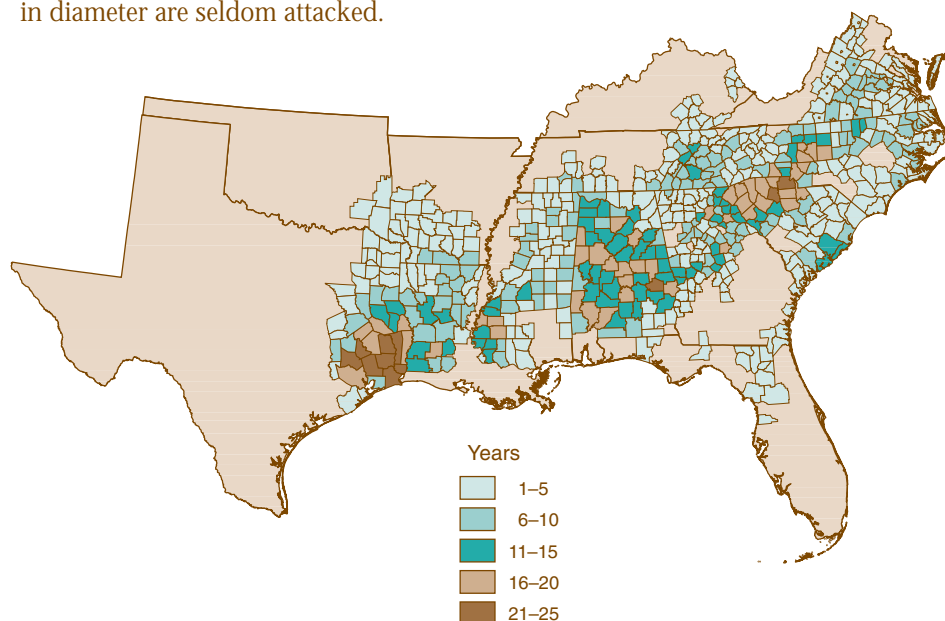 in diameter are seldom attacked.
Years
1–5
6–10
11–15
16–20
21–25